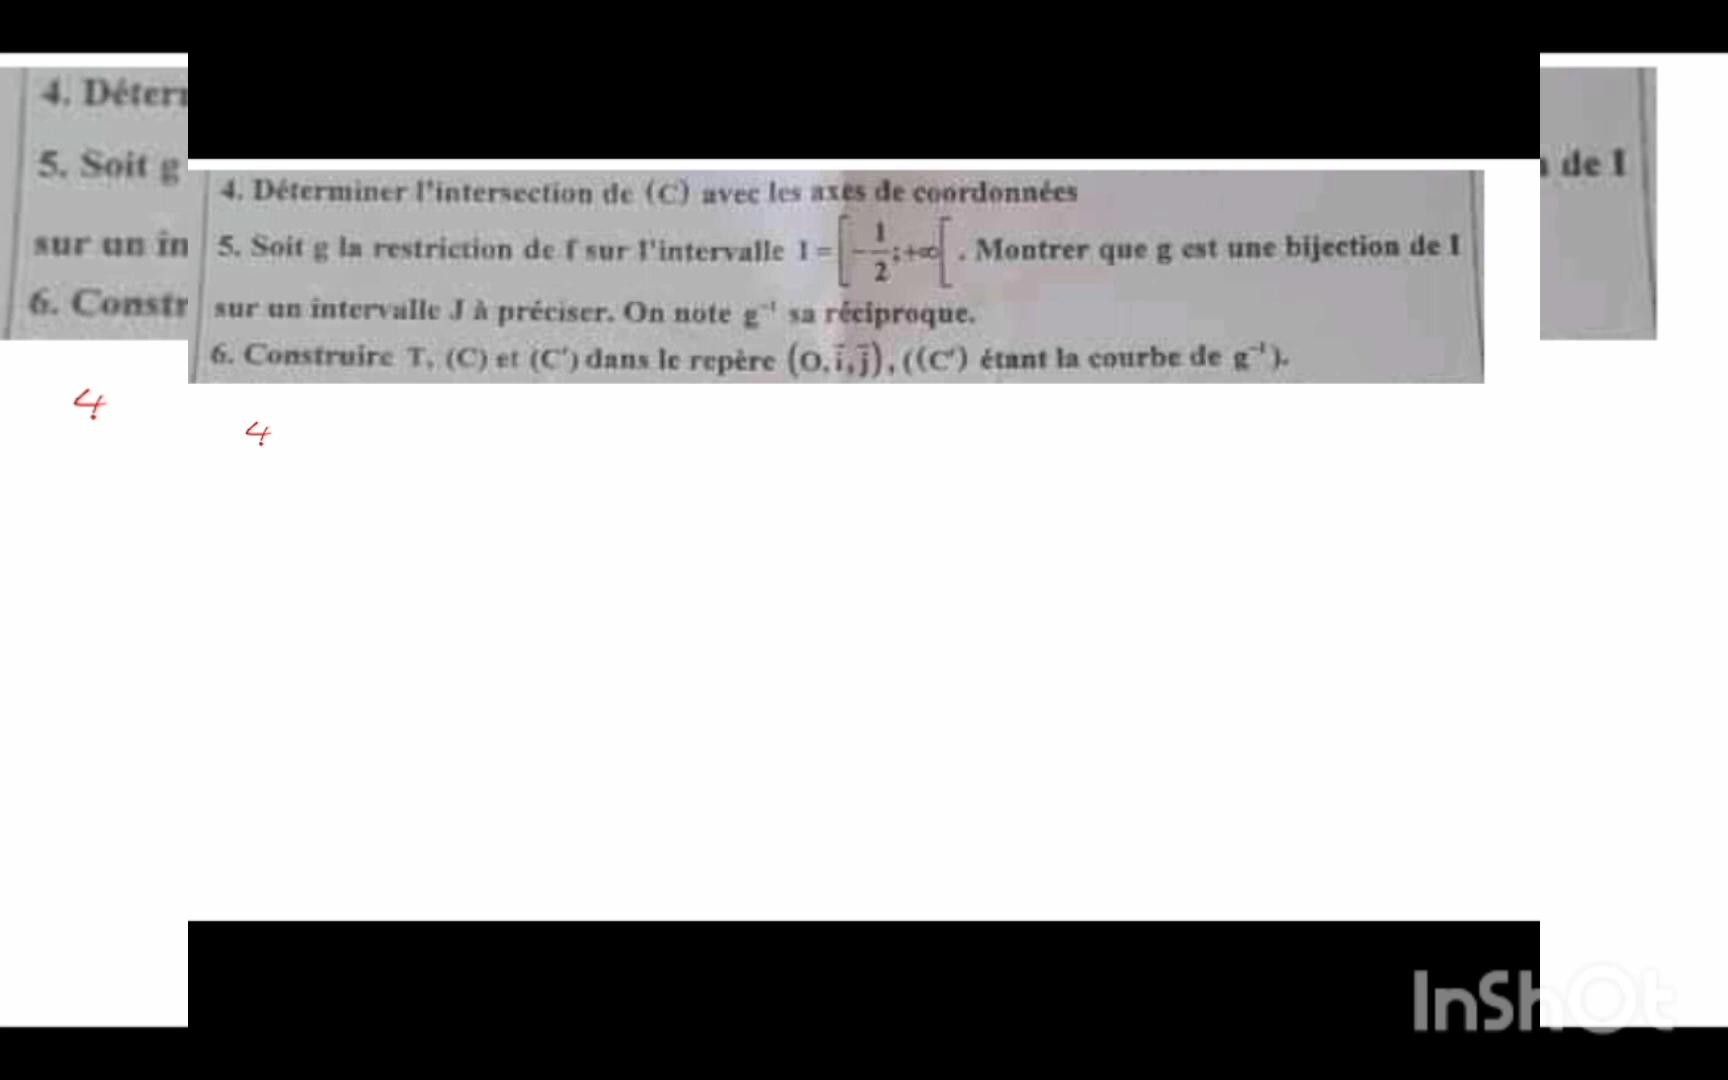 4. Déter
5. Soit g
sur un in
6. Constr
de I
4. Déterminer l'intersection de (C) avec les axes de coordonnées
5. Soit g la restriction de f sur l'intervalle I = [-1/2 ; +∞[ . Montrer que g est une bijection de I
sur un intervalle J à préciser. On note g⁻¹ sa réciproque.
6. Construire T, (C) et (C') dans le repère (O, i, j), ((C') étant la courbe de g⁻¹).
4
4
InShOt